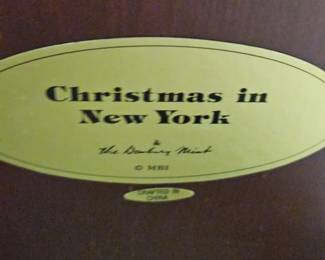 Christmas in
New York
&
the Danbury Mint
© MBI
CRAFTED IN
CHINA